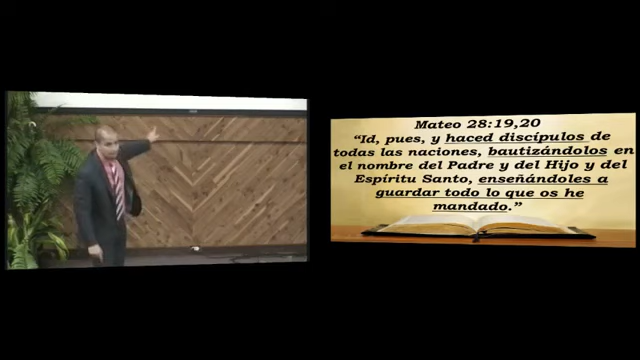 Mateo 28:19,20
“Id, pues, y haced discípulos de
todas las naciones, bautizándolos en
el nombre del Padre y del Hijo y del
Espíritu Santo, enseñándoles a
guardar todo lo que os he
mandado.”